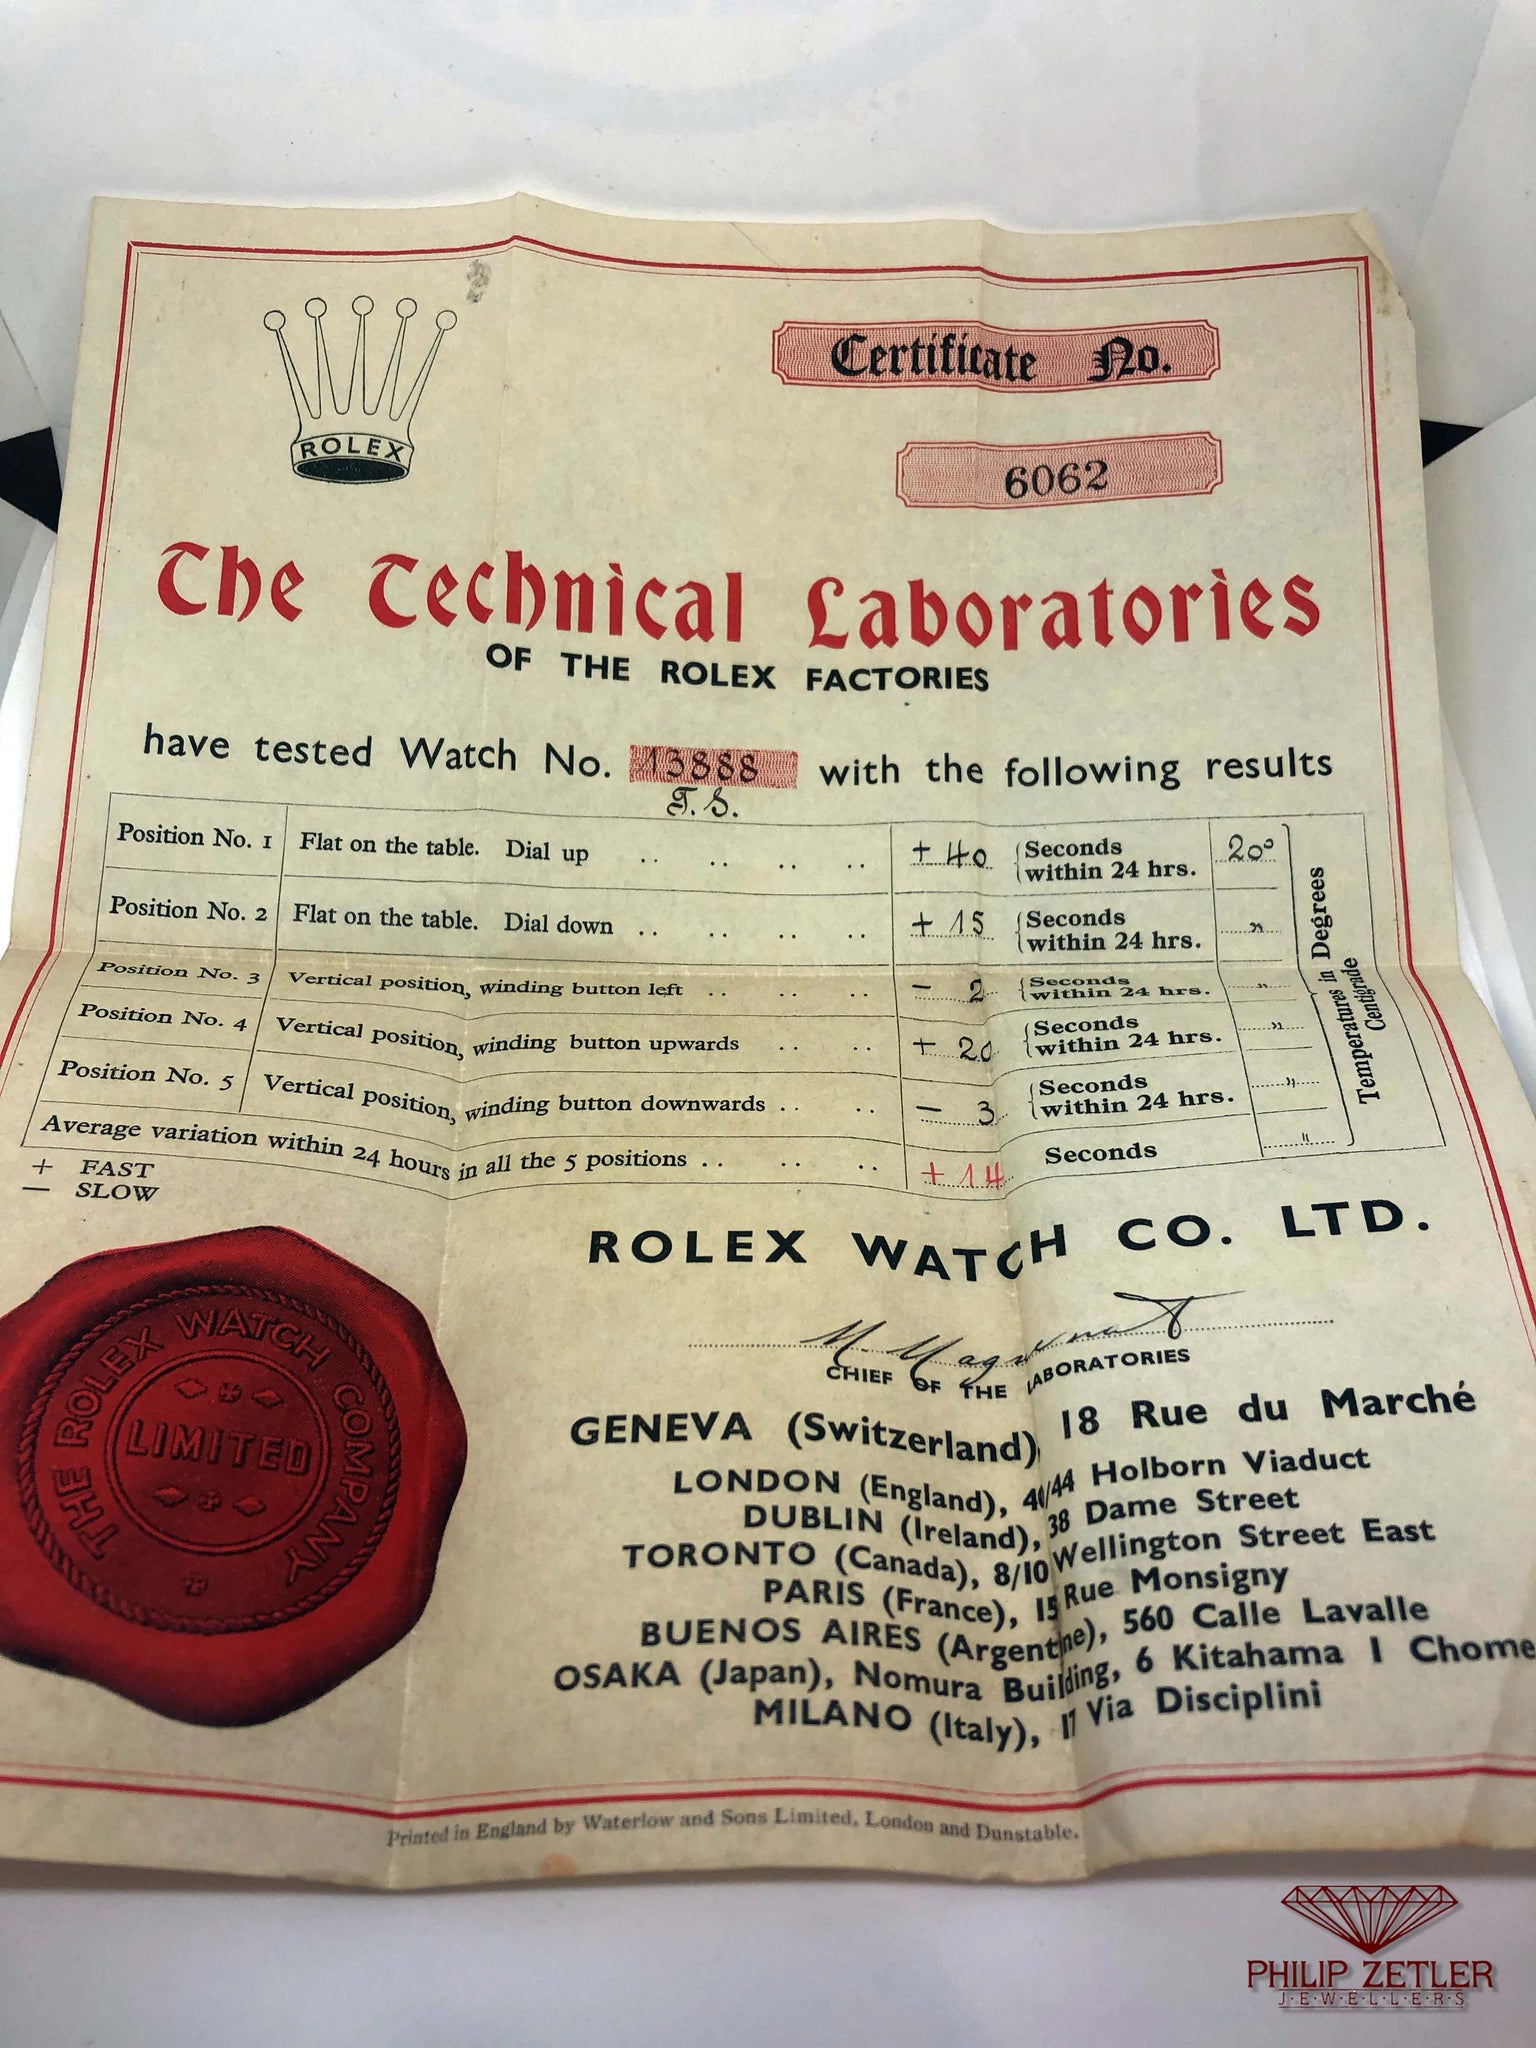 ROLEX
Certificate No.
6062
The Technical Laboratories
OF THE ROLEX FACTORIES
have tested Watch No. 13888 with the following results
T. S.
Position No. 1 Flat on the table. Dial up .. .. .. .. + 40 Seconds within 24 hrs. 20°
Position No. 2 Flat on the table. Dial down .. .. .. .. + 15 Seconds within 24 hrs. "
Position No. 3 Vertical position, winding button left .. .. .. - 2 Seconds within 24 hrs. "
Position No. 4 Vertical position, winding button upwards .. .. + 20 Seconds within 24 hrs. "
Position No. 5 Vertical position, winding button downwards .. .. - 3 Seconds within 24 hrs. "
Average variation within 24 hours in all the 5 positions .. .. .. + 14 Seconds "
Temperatures in Degrees
Centigrade
+ FAST
— SLOW
ROLEX WATCH CO. LTD.
CHIEF OF THE LABORATORIES
THE ROLEX WATCH COMPANY
LIMITED
GENEVA (Switzerland) 18 Rue du Marché
LONDON (England), 40/44 Holborn Viaduct
DUBLIN (Ireland), 38 Dame Street
TORONTO (Canada), 8/10 Wellington Street East
PARIS (France), 15 Rue Monsigny
BUENOS AIRES (Argentine), 560 Calle Lavalle
OSAKA (Japan), Nomura Building, 6 Kitahama 1 Chome
MILANO (Italy), 17 Via Disciplini
Printed in England by Waterlow and Sons Limited, London and Dunstable.
PHILIP ZETLER
J·E·W·E·L·L·E·R·S